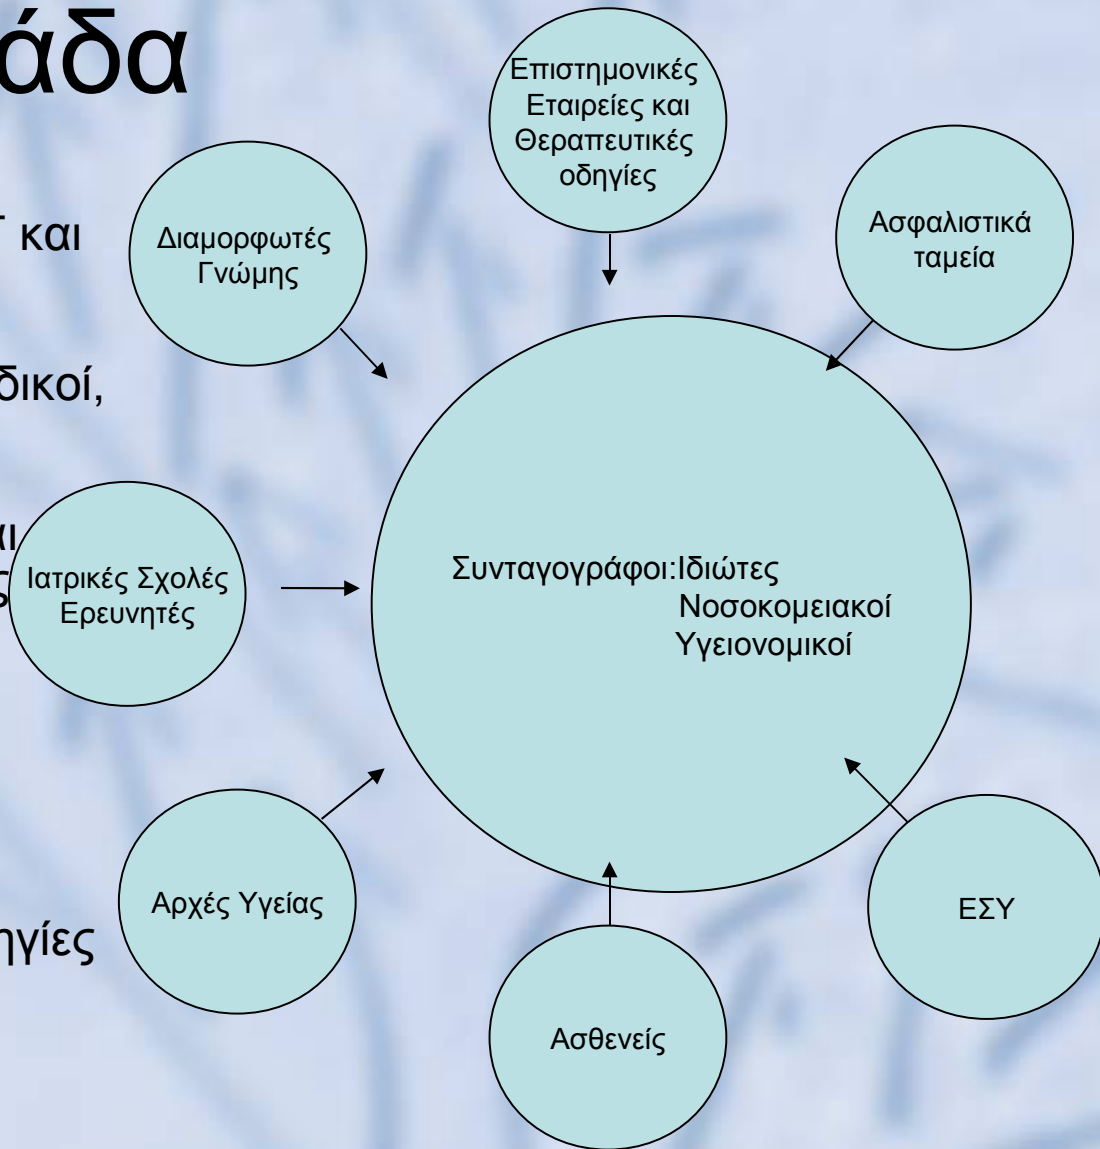 άδα
Επιστημονικές
Εταιρείες και
Θεραπευτικές
οδηγίες
Ασφαλιστικά
ταμεία
Διαμορφωτές
Γνώμης
και
δικοί,
αι
ς
Ιατρικές Σχολές
Ερευνητές
Συνταγογράφοι:Ιδιώτες
Νοσοκομειακοί
Υγειονομικοί
Αρχές Υγείας
ηγίες
ΕΣΥ
Ασθενείς